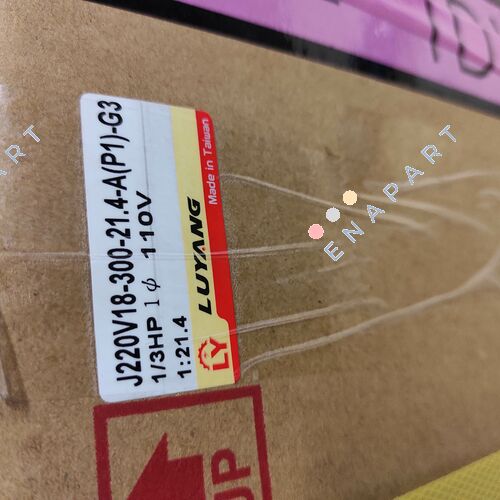 J220V18-300-21.4-A(P1)-G3
1/3HP 1φ 110V
1:21.4
LY LUYANG
Made in Taiwan
UP
ENAPART
ENAPART